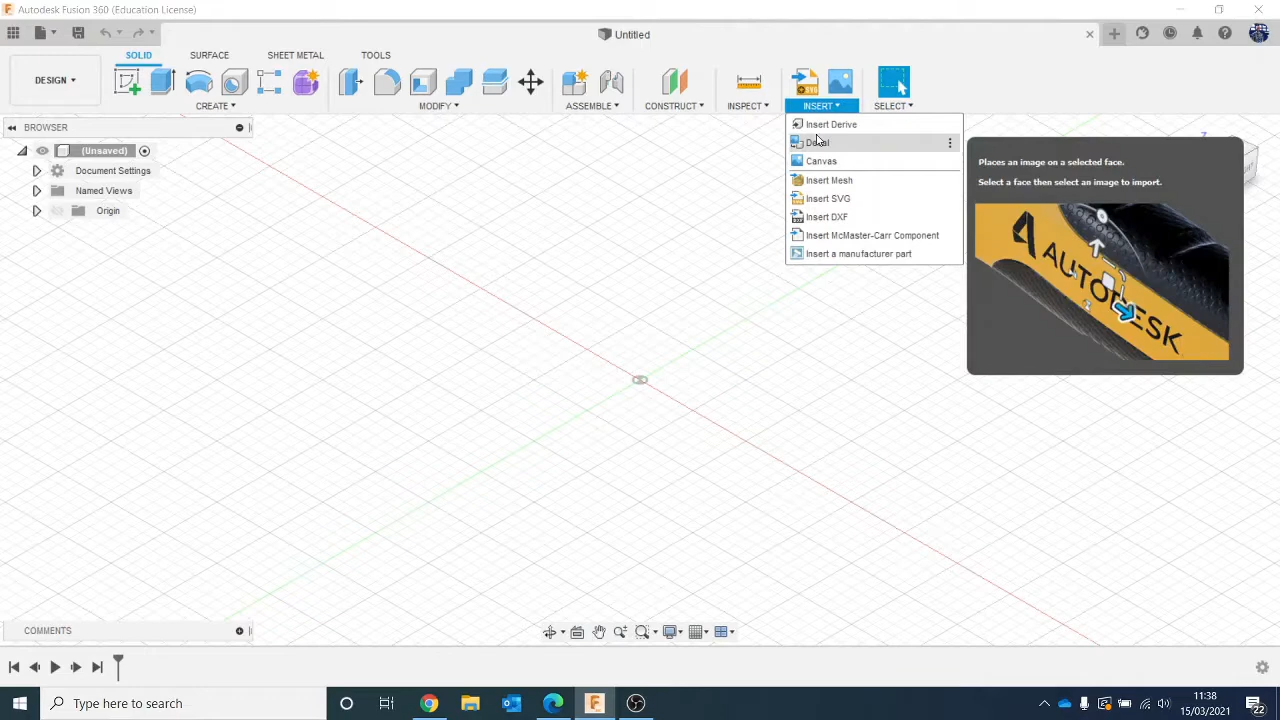 Autodesk Fusion 360 (Education License)
Untitled
SOLID
SURFACE
SHEET METAL
TOOLS
DESIGN
CREATE
MODIFY
ASSEMBLE
CONSTRUCT
INSPECT
INSERT
SELECT
BROWSER
(Unsaved)
Document Settings
Named Views
Origin
Insert Derive
Canvas
Insert Mesh
Insert SVG
Insert DXF
Insert McMaster-Carr Component
Insert a manufacturer part
Places an image on a selected face.
Select a face then select an image to import.
AUTODESK
Z
COMMENTS
Type here to search
11:38
15/03/2021
22